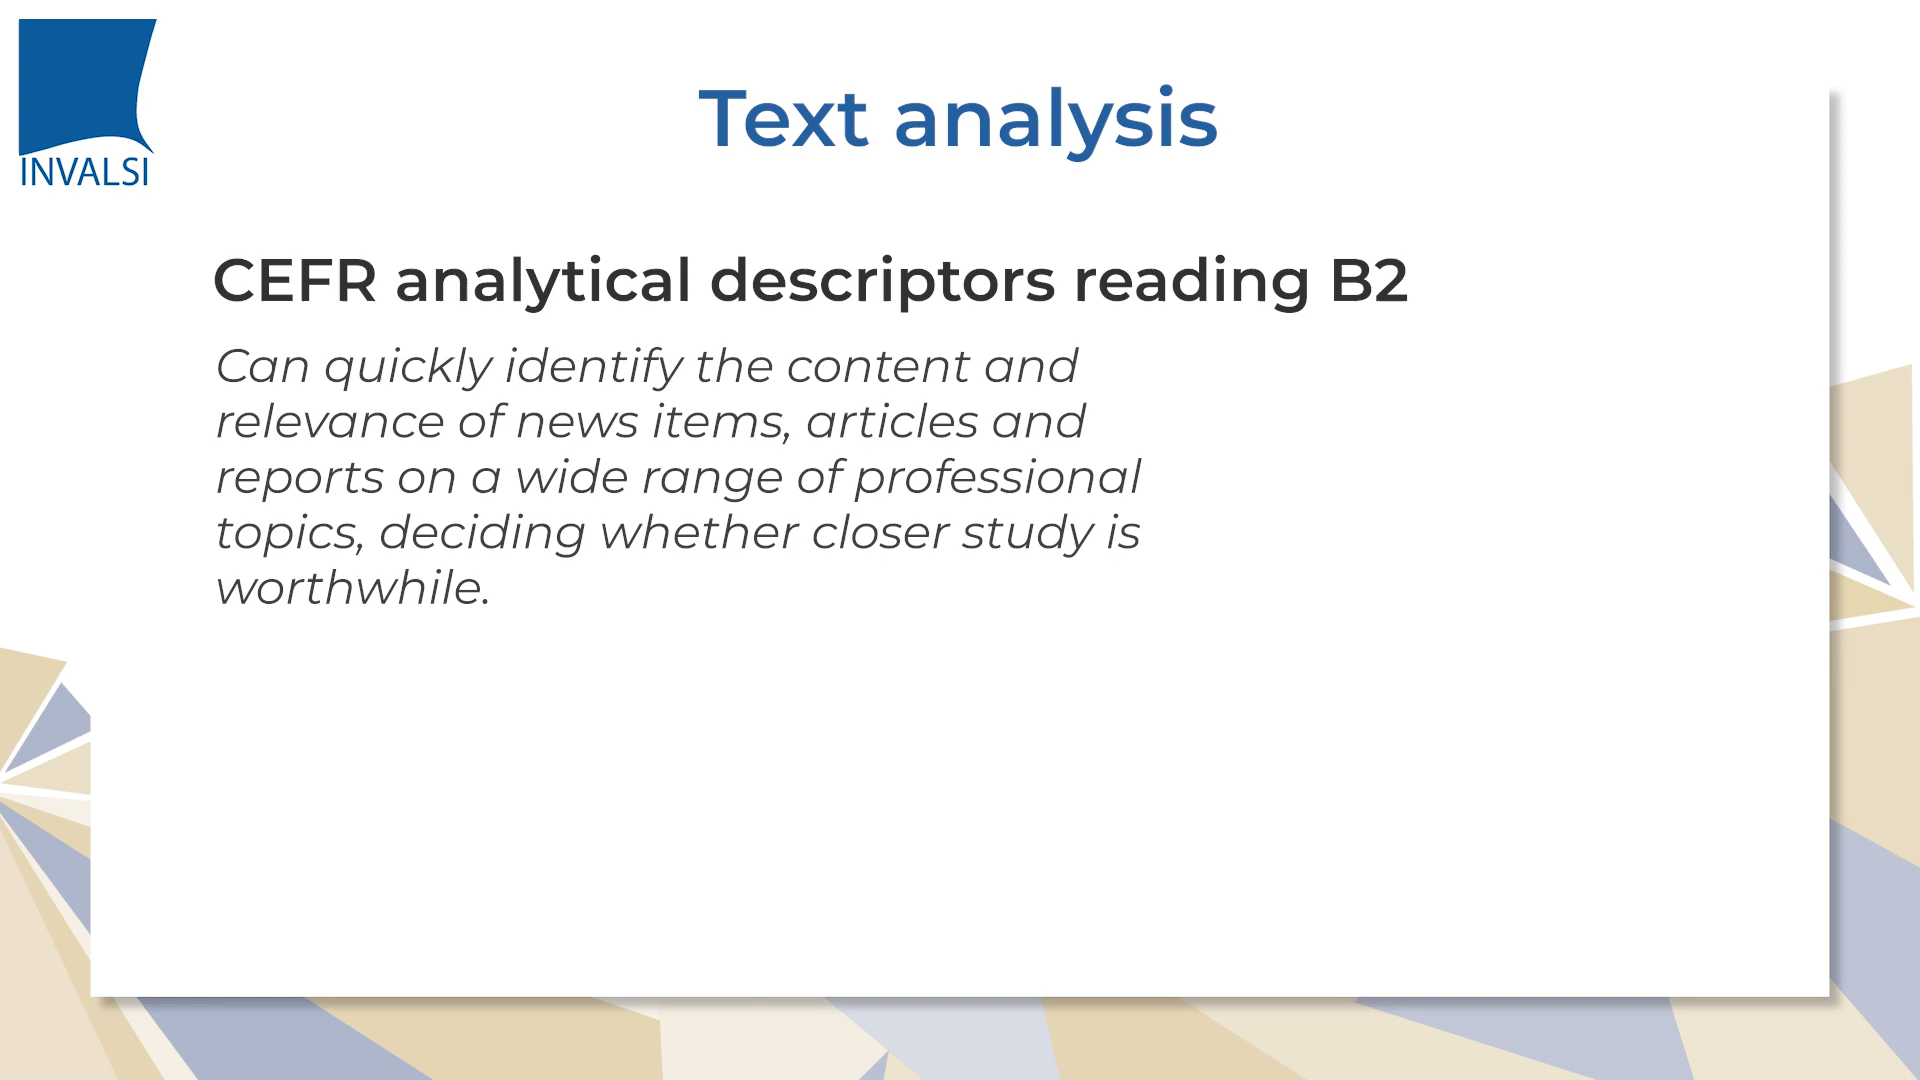 INVALSI
Text analysis
CEFR analytical descriptors reading B2
Can quickly identify the content and
relevance of news items, articles and
reports on a wide range of professional
topics, deciding whether closer study is
worthwhile.